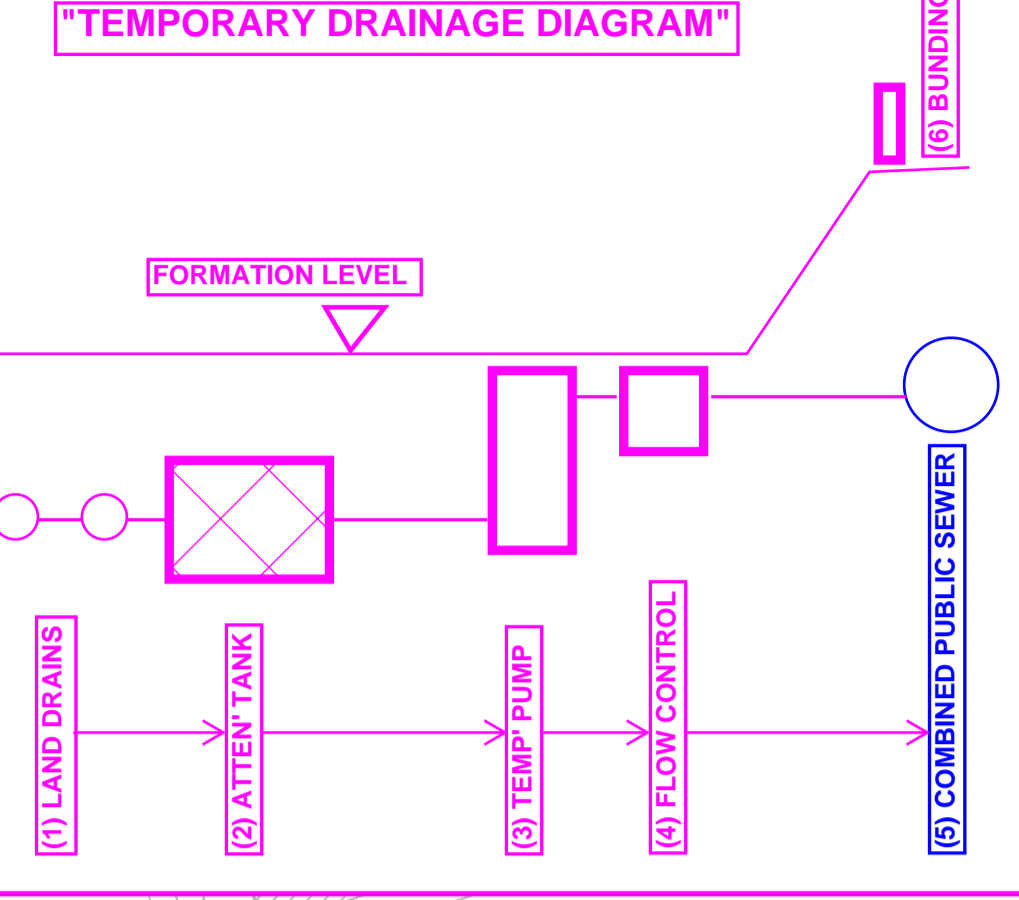 "TEMPORARY DRAINAGE DIAGRAM"
(6) BUNDING
FORMATION LEVEL
(1) LAND DRAINS
(2) ATTEN' TANK
(3) TEMP' PUMP
(4) FLOW CONTROL
(5) COMBINED PUBLIC SEWER